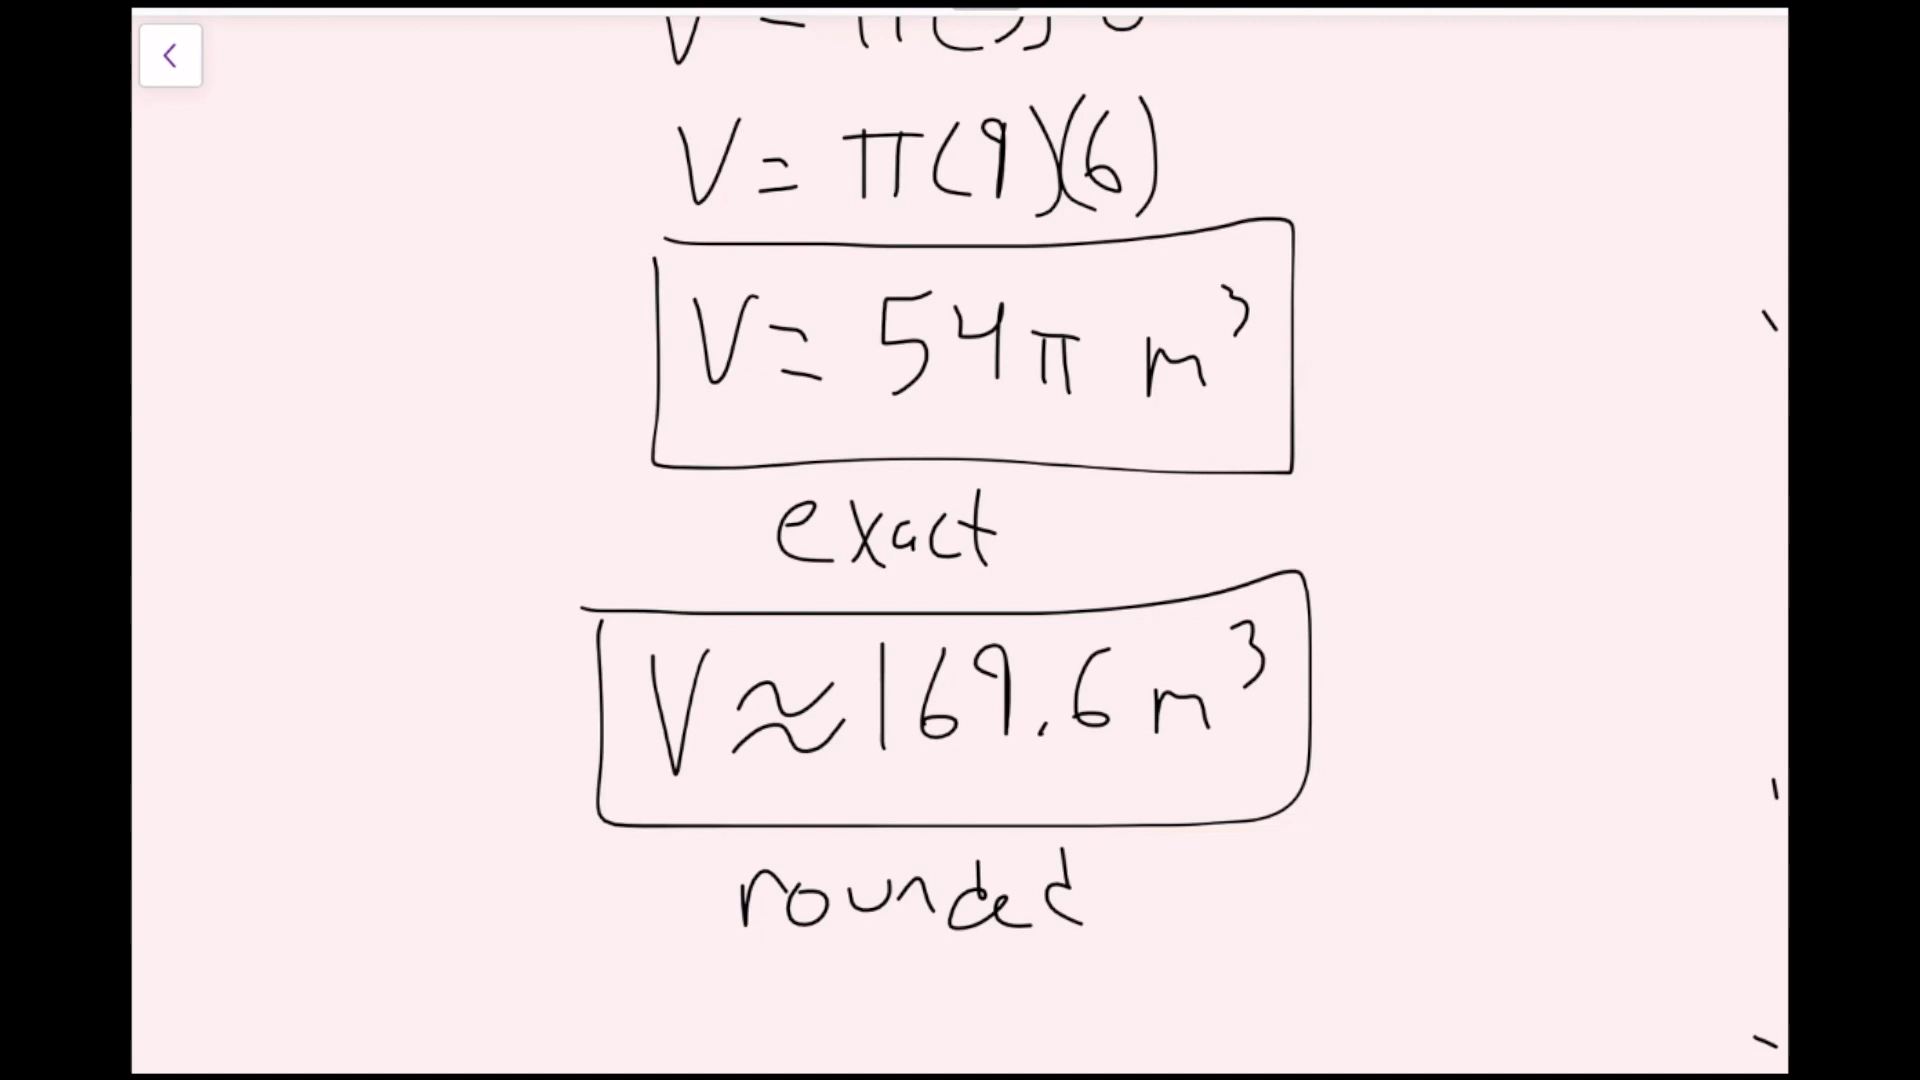 V = π(9)(6)
V = 54π m³
exact
V ≈ 169.6 m³
rounded